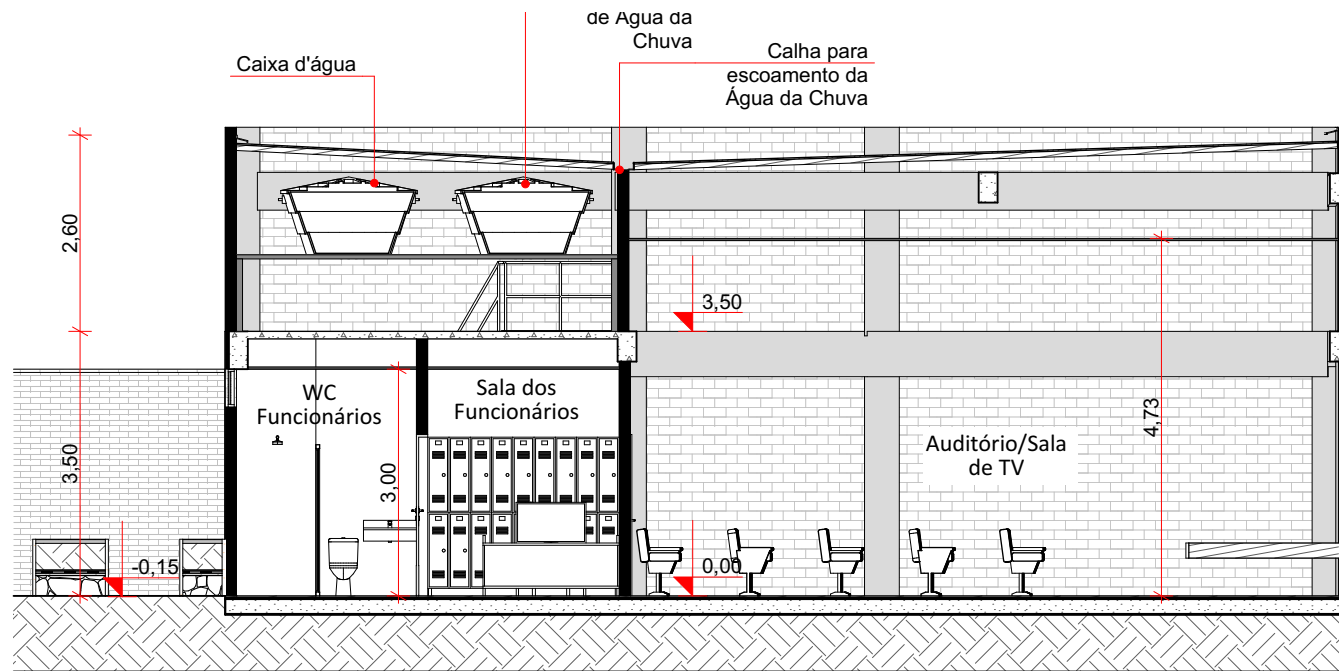 de Água da
Chuva
Caixa d'água
Calha para
escoamento da
Água da Chuva
2,60
3,50
3,50
WC
Funcionários
Sala dos
Funcionários
3,00
4,73
Auditório/Sala
de TV
-0,15
0,00